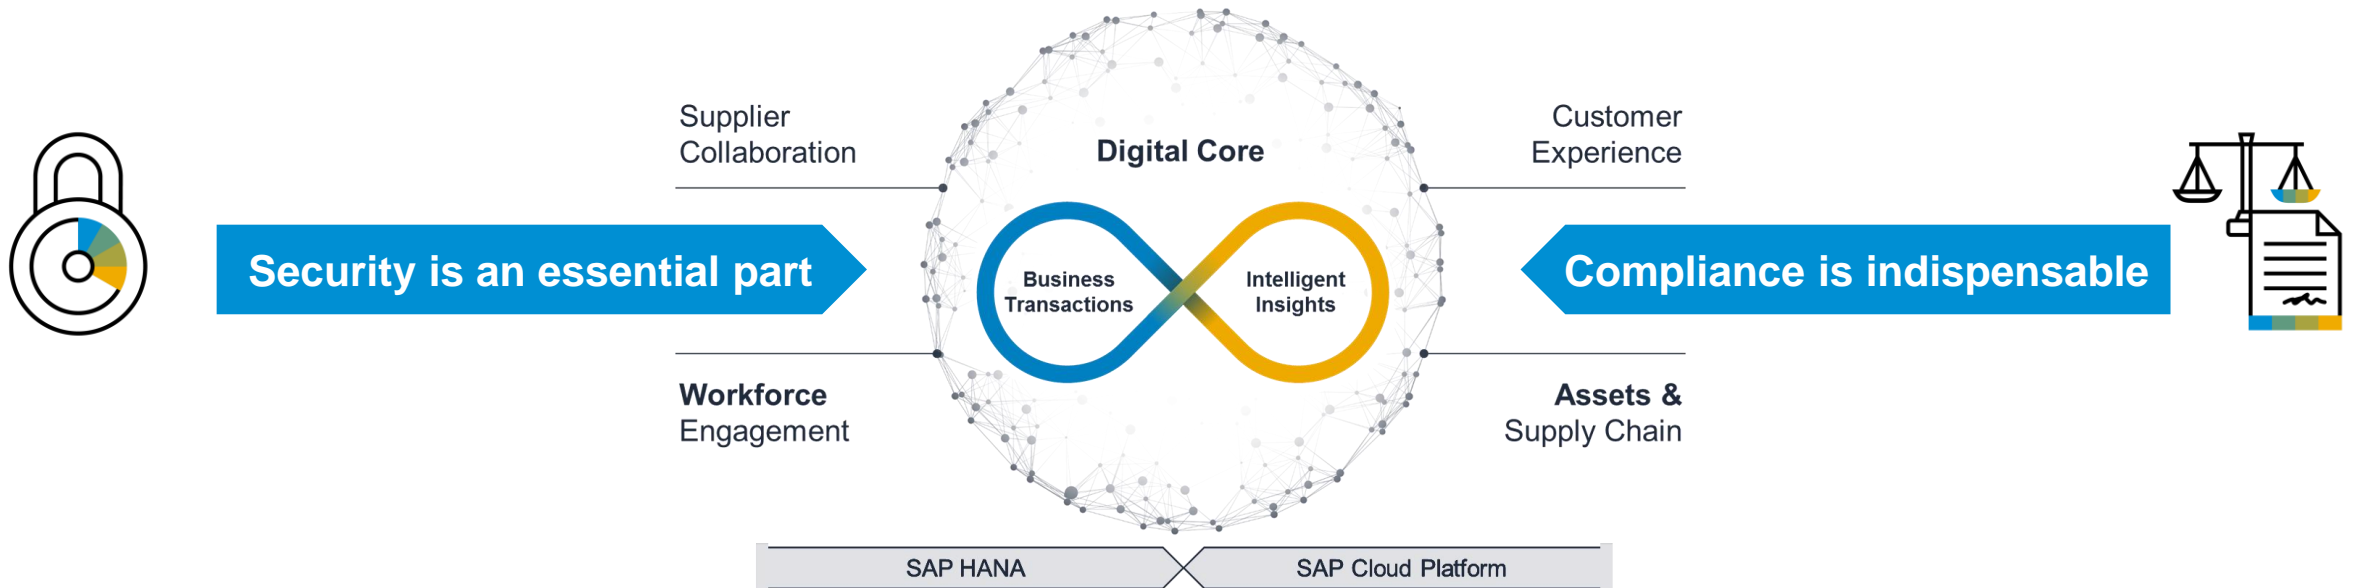 Supplier
Collaboration
Digital Core
Customer
Experience
Security is an essential part
Business
Transactions
Intelligent
Insights
Compliance is indispensable
Workforce
Engagement
Assets &
Supply Chain
SAP HANA
SAP Cloud Platform